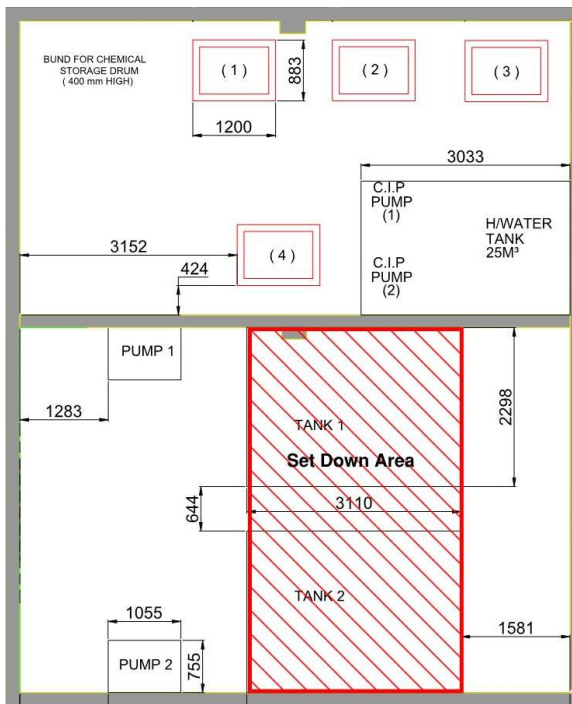 BUND FOR CHEMICAL
STORAGE DRUM
( 400 mm HIGH)
( 1 )
883
( 2 )
( 3 )
1200
3033
C.I.P
PUMP
(1)
H/WATER
TANK
25M³
C.I.P
PUMP
(2)
3152
424
( 4 )
PUMP 1
1283
2298
TANK 1
Set Down Area
644
3110
TANK 2
1055
755
PUMP 2
1581